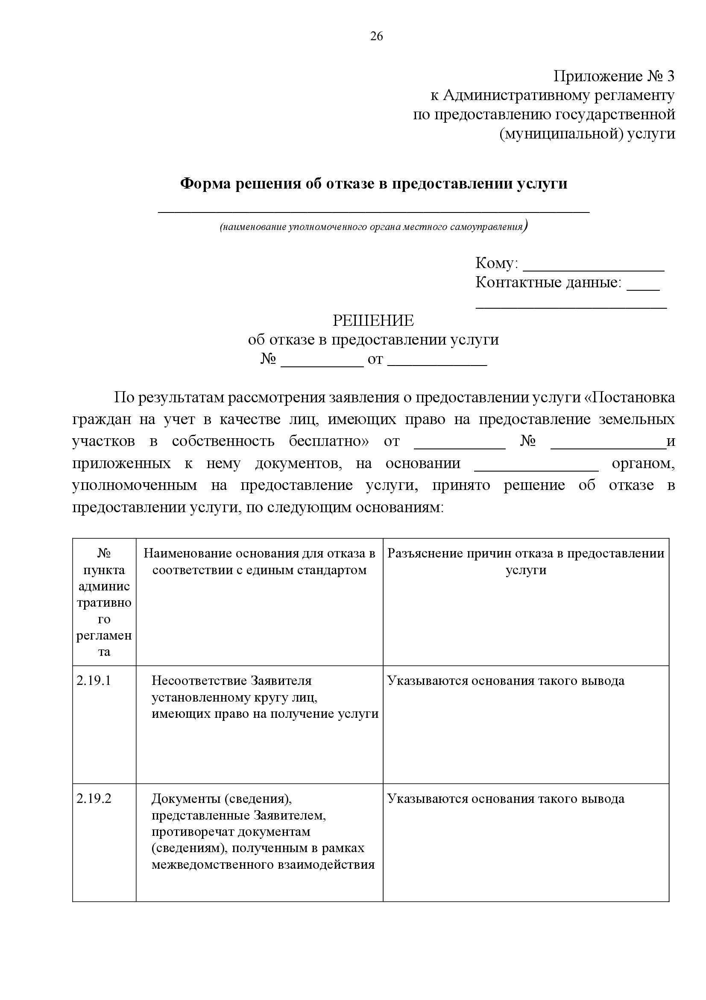 26
Приложение № 3
к Административному регламенту
по предоставлению государственной
(муниципальной) услуги
Форма решения об отказе в предоставлении услуги
____________________________________________________
(наименование уполномоченного органа местного самоуправления)
Кому: _________________
Контактные данные: ____
_______________________
РЕШЕНИЕ
об отказе в предоставлении услуги
№ __________ от ____________
По результатам рассмотрения заявления о предоставлении услуги «Постановка
граждан на учет в качестве лиц, имеющих право на предоставление земельных
участков в собственность бесплатно» от ___________ № ______________и
приложенных к нему документов, на основании _______________ органом,
уполномоченным на предоставление услуги, принято решение об отказе в
предоставлении услуги, по следующим основаниям:
№
пункта
админис
тративно
го
регламен
та
Наименование основания для отказа в
соответствии с единым стандартом
Разъяснение причин отказа в предоставлении
услуги
2.19.1
Несоответствие Заявителя
установленному кругу лиц,
имеющих право на получение услуги
Указываются основания такого вывода
2.19.2
Документы (сведения),
представленные Заявителем,
противоречат документам
(сведениям), полученным в рамках
межведомственного взаимодействия
Указываются основания такого вывода